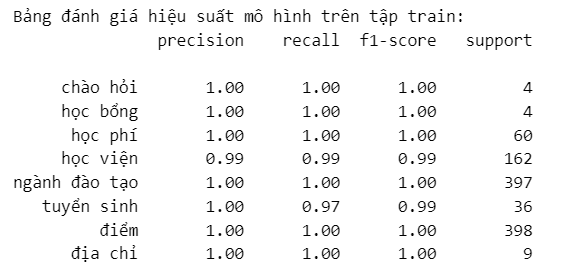 Bảng đánh giá hiệu suất mô hình trên tập train:
precision recall f1-score support
chào hỏi 1.00 1.00 1.00 4
học bổng 1.00 1.00 1.00 4
học phí 1.00 1.00 1.00 60
học viện 0.99 0.99 0.99 162
ngành đào tạo 1.00 1.00 1.00 397
tuyển sinh 1.00 0.97 0.99 36
điểm 1.00 1.00 1.00 398
địa chỉ 1.00 1.00 1.00 9